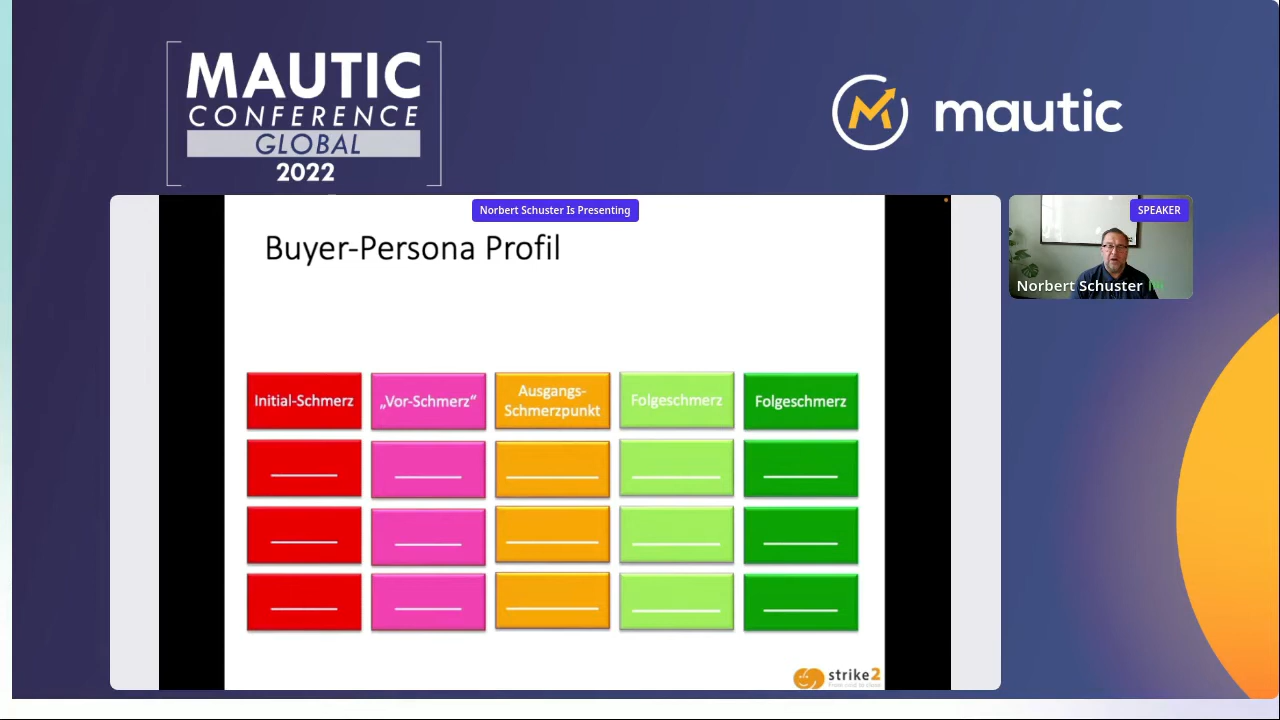 MAUTIC
CONFERENCE
GLOBAL
2022
mautic
Norbert Schuster Is Presenting
SPEAKER
Norbert Schuster
Buyer-Persona Profil
Initial-Schmerz
„Vor-Schmerz“
Ausgangs-
Schmerzpunkt
Folgeschmerz
Folgeschmerz
strike2